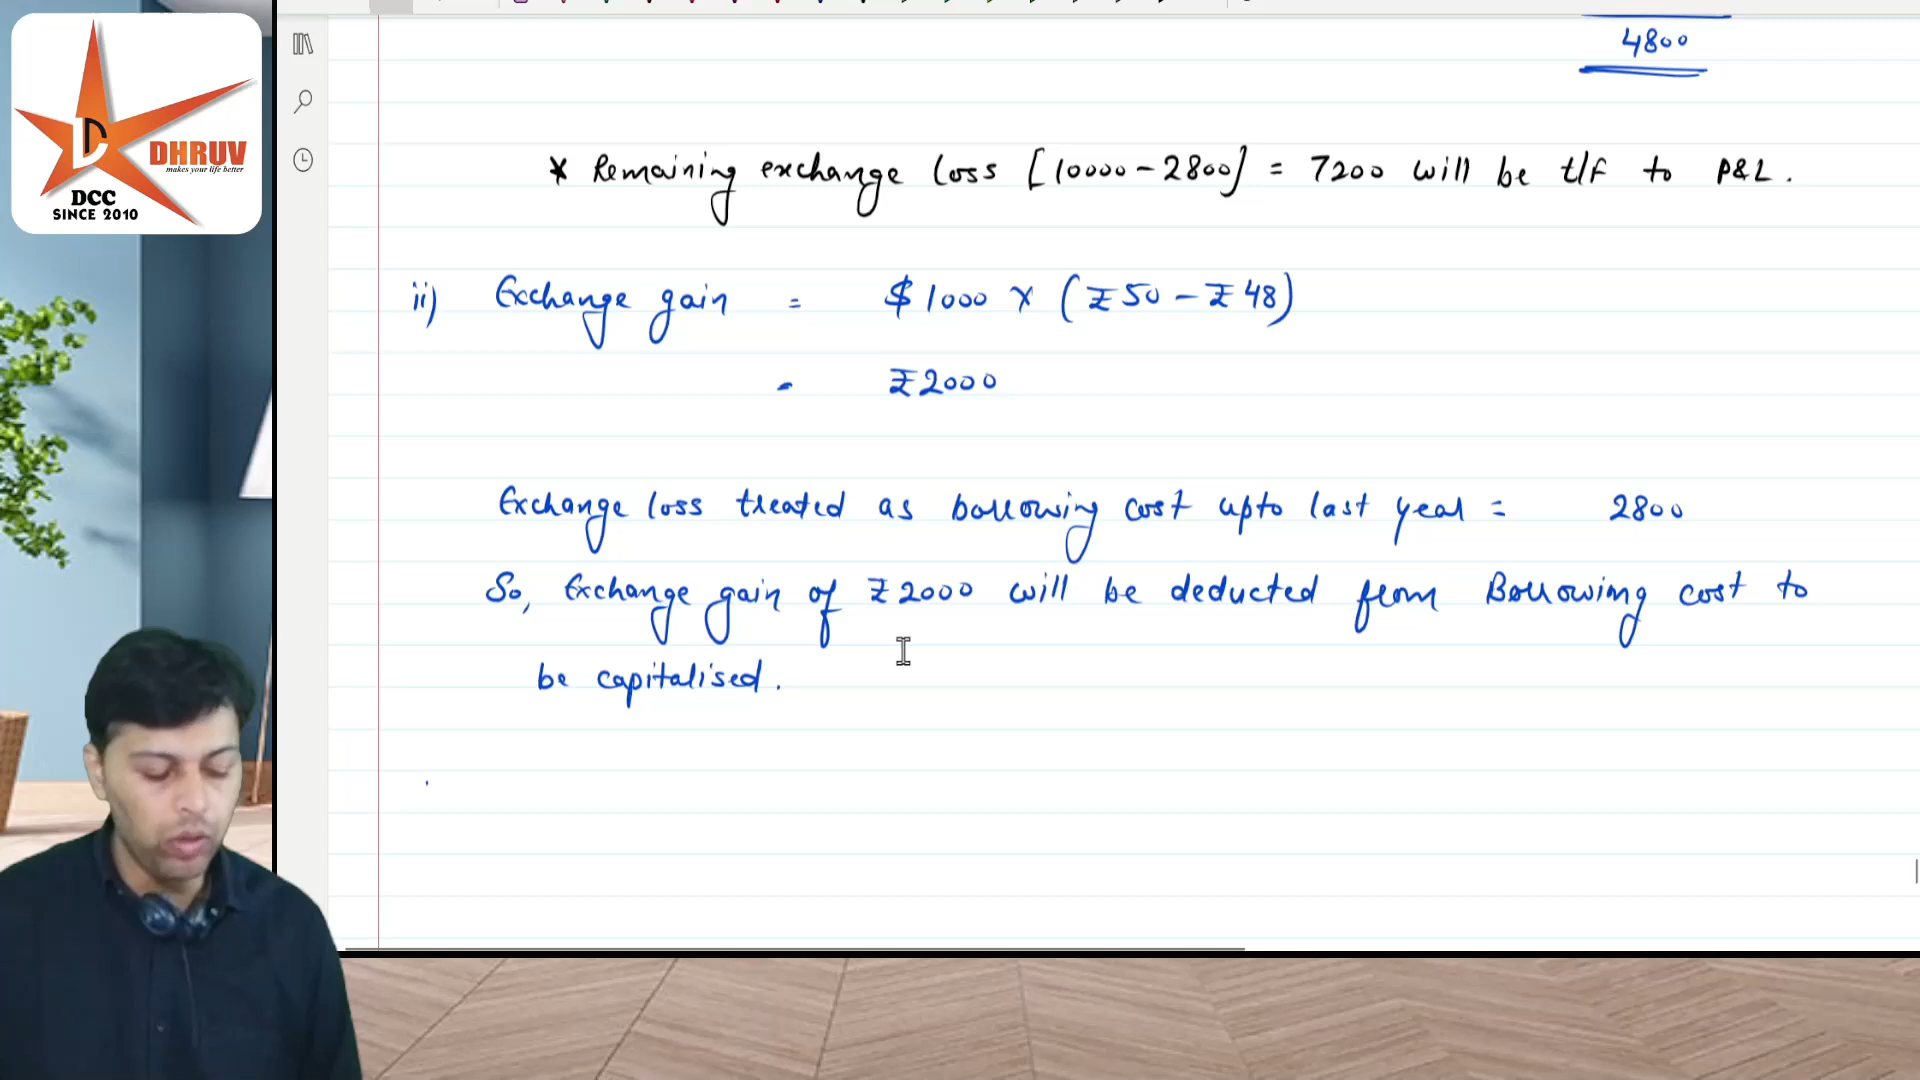 4800
DHRUV
makes your life better
DC
DCC
SINCE 2010
* Remaining exchange loss [10000-2800] = 7200 will be t/f to P&L.
ii) Exchange gain = $1000 x (₹50-₹48)
= ₹2000
Exchange loss treated as borrowing cost upto last year = 2800
So, Exchange gain of ₹2000 will be deducted from Borrowing cost to
be capitalised.